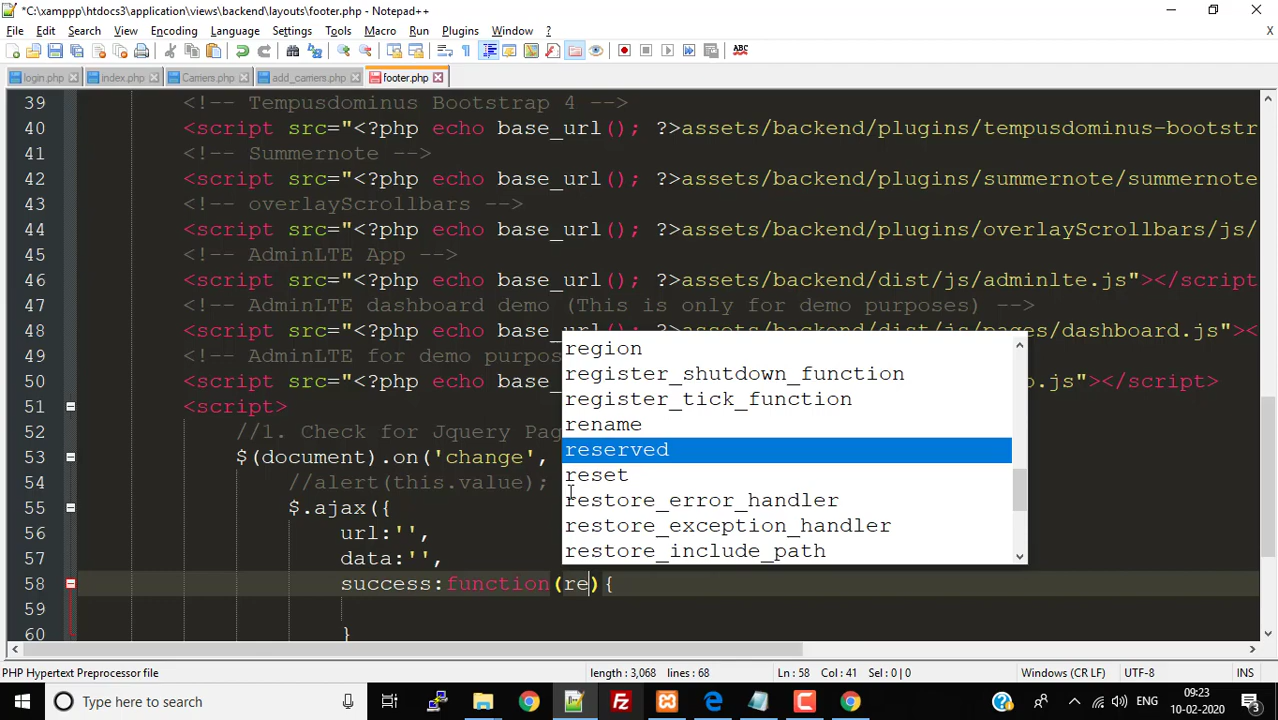 *C:\xamppp\htdocs3\application\views\backend\layouts\footer.php - Notepad++
File Edit Search View Encoding Language Settings Tools Macro Run Plugins Window ? X
login.php index.php Camers.php add_camers.php footer.php
39 <!-- Tempusdominus Bootstrap 4 -->
40 <script src="<?php echo base_url(); ?>assets/backend/plugins/tempusdominus-bootstr
41 <!-- Summernote -->
42 <script src="<?php echo base_url(); ?>assets/backend/plugins/summernote/summernote
43 <!-- overlayScrollbars -->
44 <script src="<?php echo base_url(); ?>assets/backend/plugins/overlayScrollbars/js/
45 <!-- AdminLTE App -->
46 <script src="<?php echo base_url(); ?>assets/backend/dist/js/adminlte.js"></script
47 <!-- AdminLTE dashboard demo (This is only for demo purposes) -->
48 <script src="<?php echo base_url(); ?>assets/backend/dist/js/pages/dashboard.js"><
region
49 <!-- AdminLTE for demo purpos
register_shutdown_function
50 <script src="<?php echo base_ o.js"></script>
register_tick_function
51 <script>
rename
52 //1. Check for Jquery Pag
reserved
53 $(document).on('change',
reset
54 //alert(this.value);
restore_error_handler
55 $.ajax({
restore_exception_handler
56 url:'',
restore_include_path
57 data:'',
58 success:function(re){
59
60 }
PHP Hypertext Preprocessor file length : 3,068 lines : 68 Ln : 58 Col : 41 Sel : 0 | 0 Windows (CR LF) UTF-8 INS
Type here to search ENG 09:23 10-02-2020 3